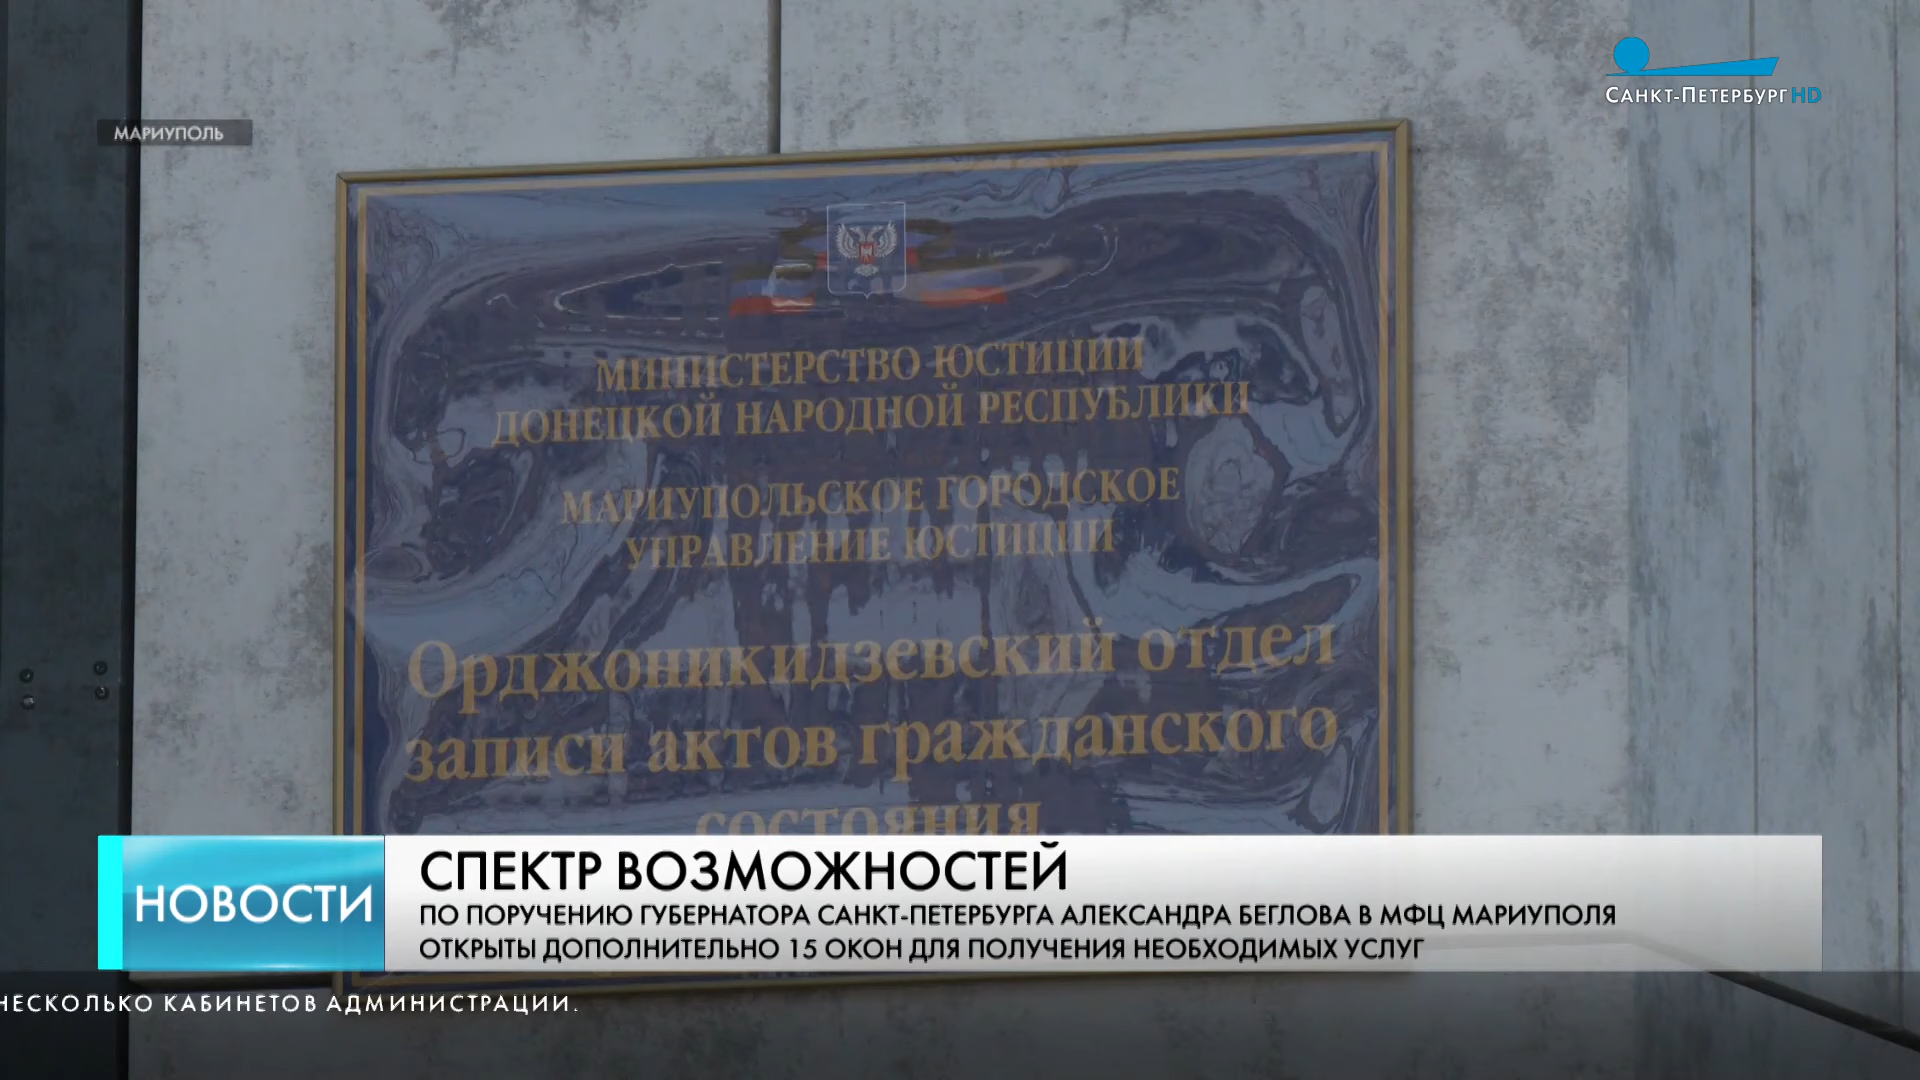 САНКТ-ПЕТЕРБУРГ HD
МАРИУПОЛЬ
МИНИСТЕРСТВО ЮСТИЦИИ
ДОНЕЦКОЙ НАРОДНОЙ РЕСПУБЛИКИ
МАРИУПОЛЬСКОЕ ГОРОДСКОЕ
УПРАВЛЕНИЕ ЮСТИЦИИ
Орджоникидзевский отдел
записи актов гражданского
состояния
НОВОСТИ
СПЕКТР ВОЗМОЖНОСТЕЙ
ПО ПОРУЧЕНИЮ ГУБЕРНАТОРА САНКТ-ПЕТЕРБУРГА АЛЕКСАНДРА БЕГЛОВА В МФЦ МАРИУПОЛЯ
ОТКРЫТЫ ДОПОЛНИТЕЛЬНО 15 ОКОН ДЛЯ ПОЛУЧЕНИЯ НЕОБХОДИМЫХ УСЛУГ
НЕСКОЛЬКО КАБИНЕТОВ АДМИНИСТРАЦИИ.